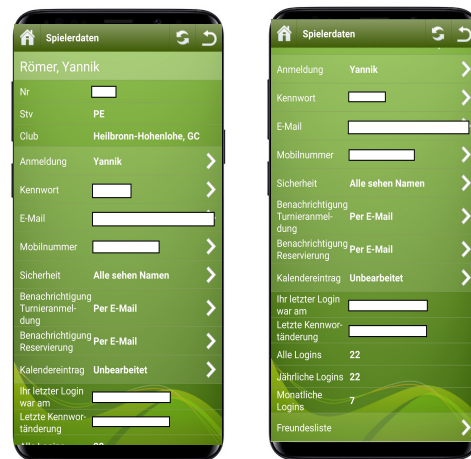 Spielerdaten
Römer, Yannik
Nr
Stv PE
Club Heilbronn-Hohenlohe, GC
Anmeldung Yannik
Kennwort
E-Mail
Mobilnummer
Sicherheit Alle sehen Namen
Benachrichtigung
Turnieranmel- Per E-Mail
dung
Benachrichtigung
Reservierung Per E-Mail
Kalendereintrag Unbearbeitet
Ihr letzter Login
war am
Letzte Kennwor-
tänderung
Spielerdaten
Anmeldung Yannik
Kennwort
E-Mail
Mobilnummer
Sicherheit Alle sehen Namen
Benachrichtigung
Turnieranmel- Per E-Mail
dung
Benachrichtigung
Reservierung Per E-Mail
Kalendereintrag Unbearbeitet
Ihr letzter Login
war am
Letzte Kennwor-
tänderung
Alle Logins 22
Jährliche Logins 22
Monatliche
Logins 7
Freundesliste